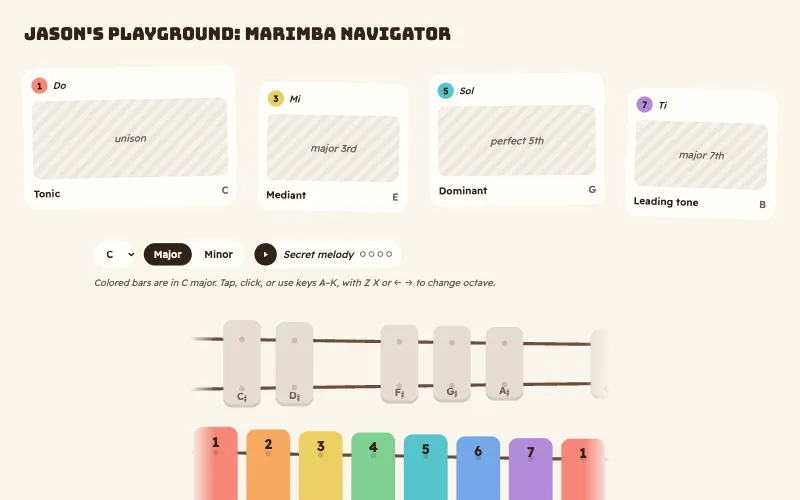 JASON'S PLAYGROUND: MARIMBA NAVIGATOR
1 Do
unison
Tonic C
3 Mi
major 3rd
Mediant E
5 Sol
perfect 5th
Dominant G
7 Ti
major 7th
Leading tone B
C Major Minor Secret melody
Colored bars are in C major. Tap, click, or use keys A–K, with Z X or ← → to change octave.
C♯ D♯ F♯ G♯ A♯
1 2 3 4 5 6 7 1